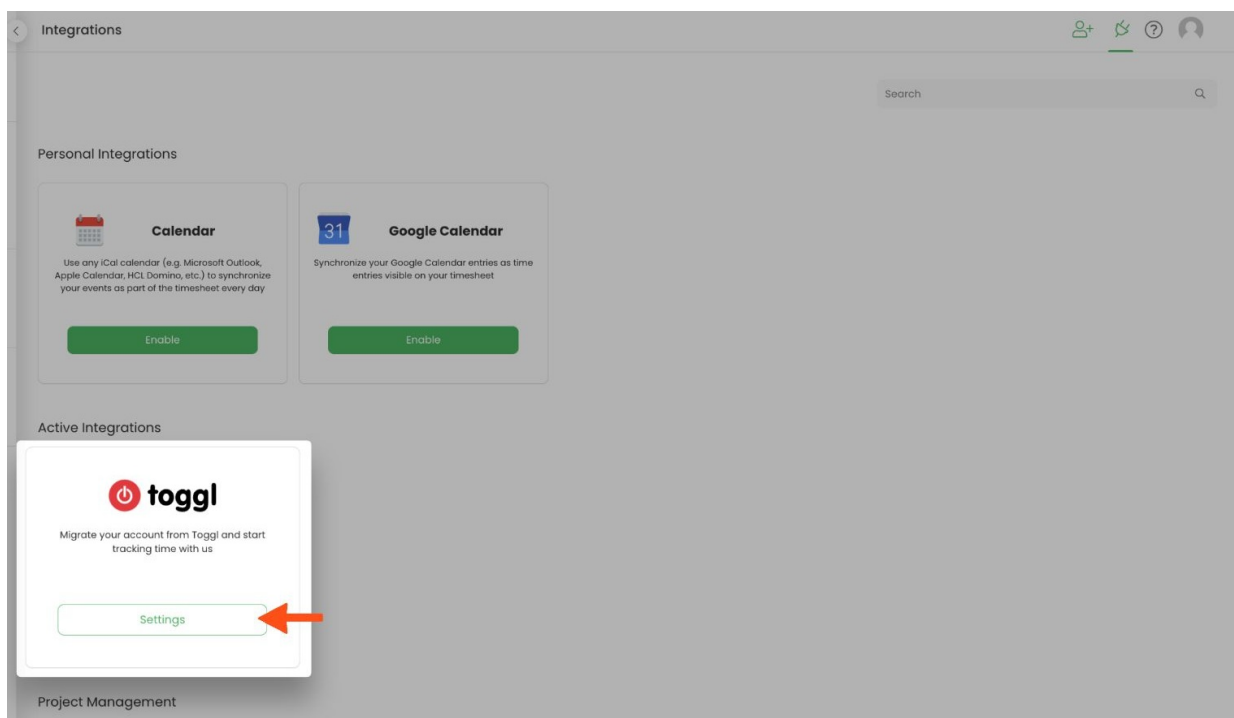 Integrations
Search
Personal Integrations
Calendar
Use any iCal calendar (e.g. Microsoft Outlook,
Apple Calendar, HCL Domino, etc.) to synchronize
your events as part of the timesheet every day
Enable
31
Google Calendar
Synchronize your Google Calendar entries as time
entries visible on your timesheet
Enable
Active Integrations
toggl
Migrate your account from Toggl and start
tracking time with us
Settings
Project Management